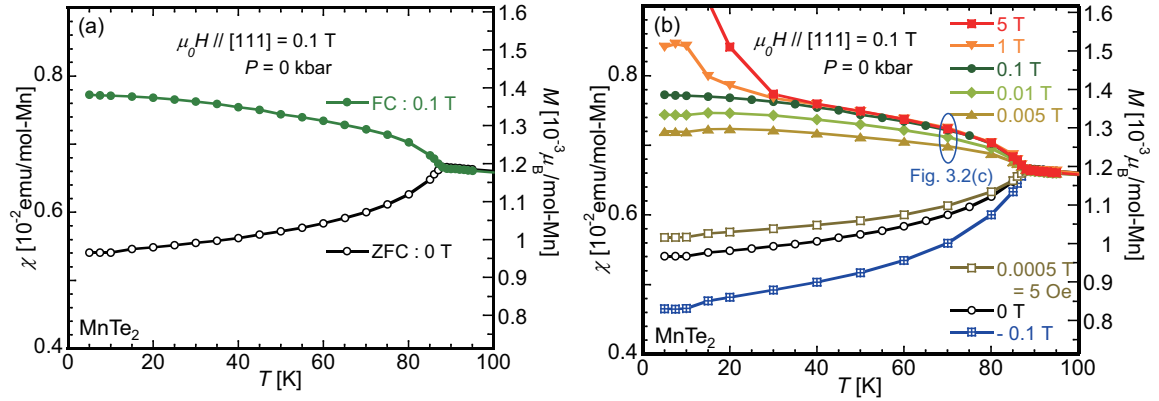 (a)
μ0H // [111] = 0.1 T
P = 0 kbar
FC : 0.1 T
ZFC : 0 T
MnTe2
χ [10-2emu/mol-Mn]
0.8
0.6
0.4
M [10-3μB/mol-Mn]
1.6
1.5
1.4
1.3
1.2
1.1
1
0.9
0.8
0 20 40 60 80 100
T [K]
(b)
μ0H // [111] = 0.1 T
P = 0 kbar
5 T
1 T
0.1 T
0.01 T
0.005 T
Fig. 3.2(c)
0.0005 T
= 5 Oe
0 T
- 0.1 T
MnTe2
χ [10-2emu/mol-Mn]
0.8
0.6
0.4
M [10-3μB/mol-Mn]
1.6
1.5
1.4
1.3
1.2
1.1
1
0.9
0.8
0 20 40 60 80 100
T [K]